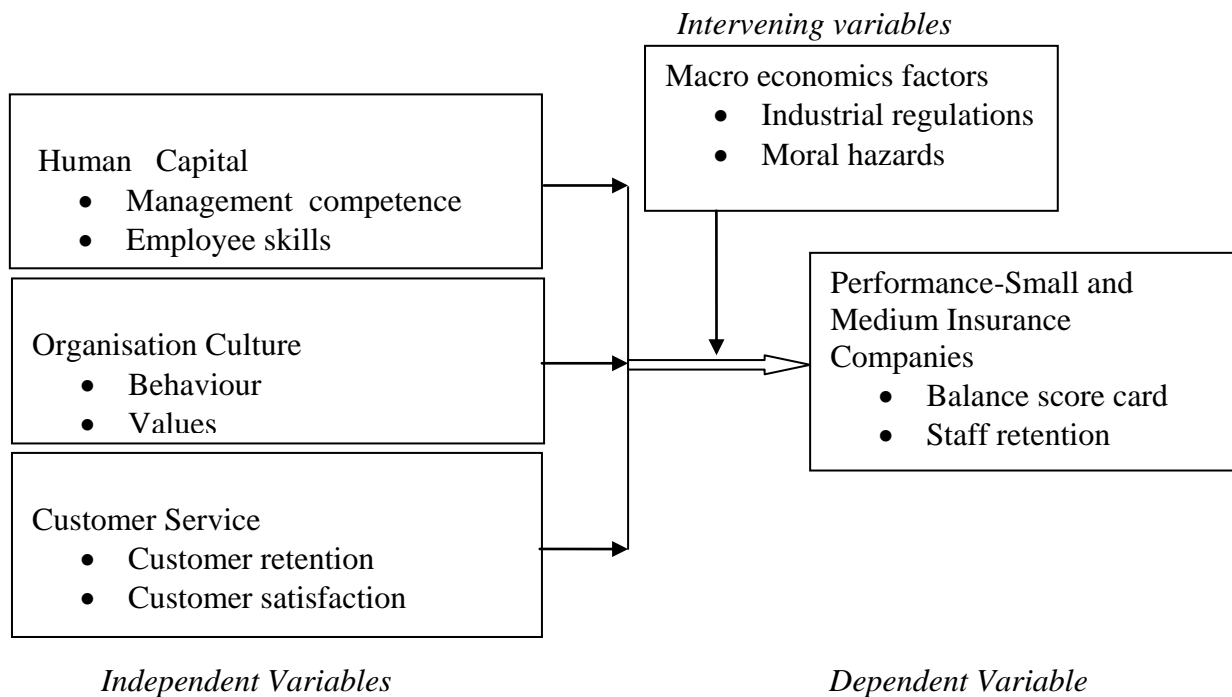 Intervening variables
Macro economics factors
• Industrial regulations
• Moral hazards
Human Capital
• Management competence
• Employee skills
Organisation Culture
• Behaviour
• Values
Customer Service
• Customer retention
• Customer satisfaction
Performance-Small and
Medium Insurance
Companies
• Balance score card
• Staff retention
Independent Variables
Dependent Variable